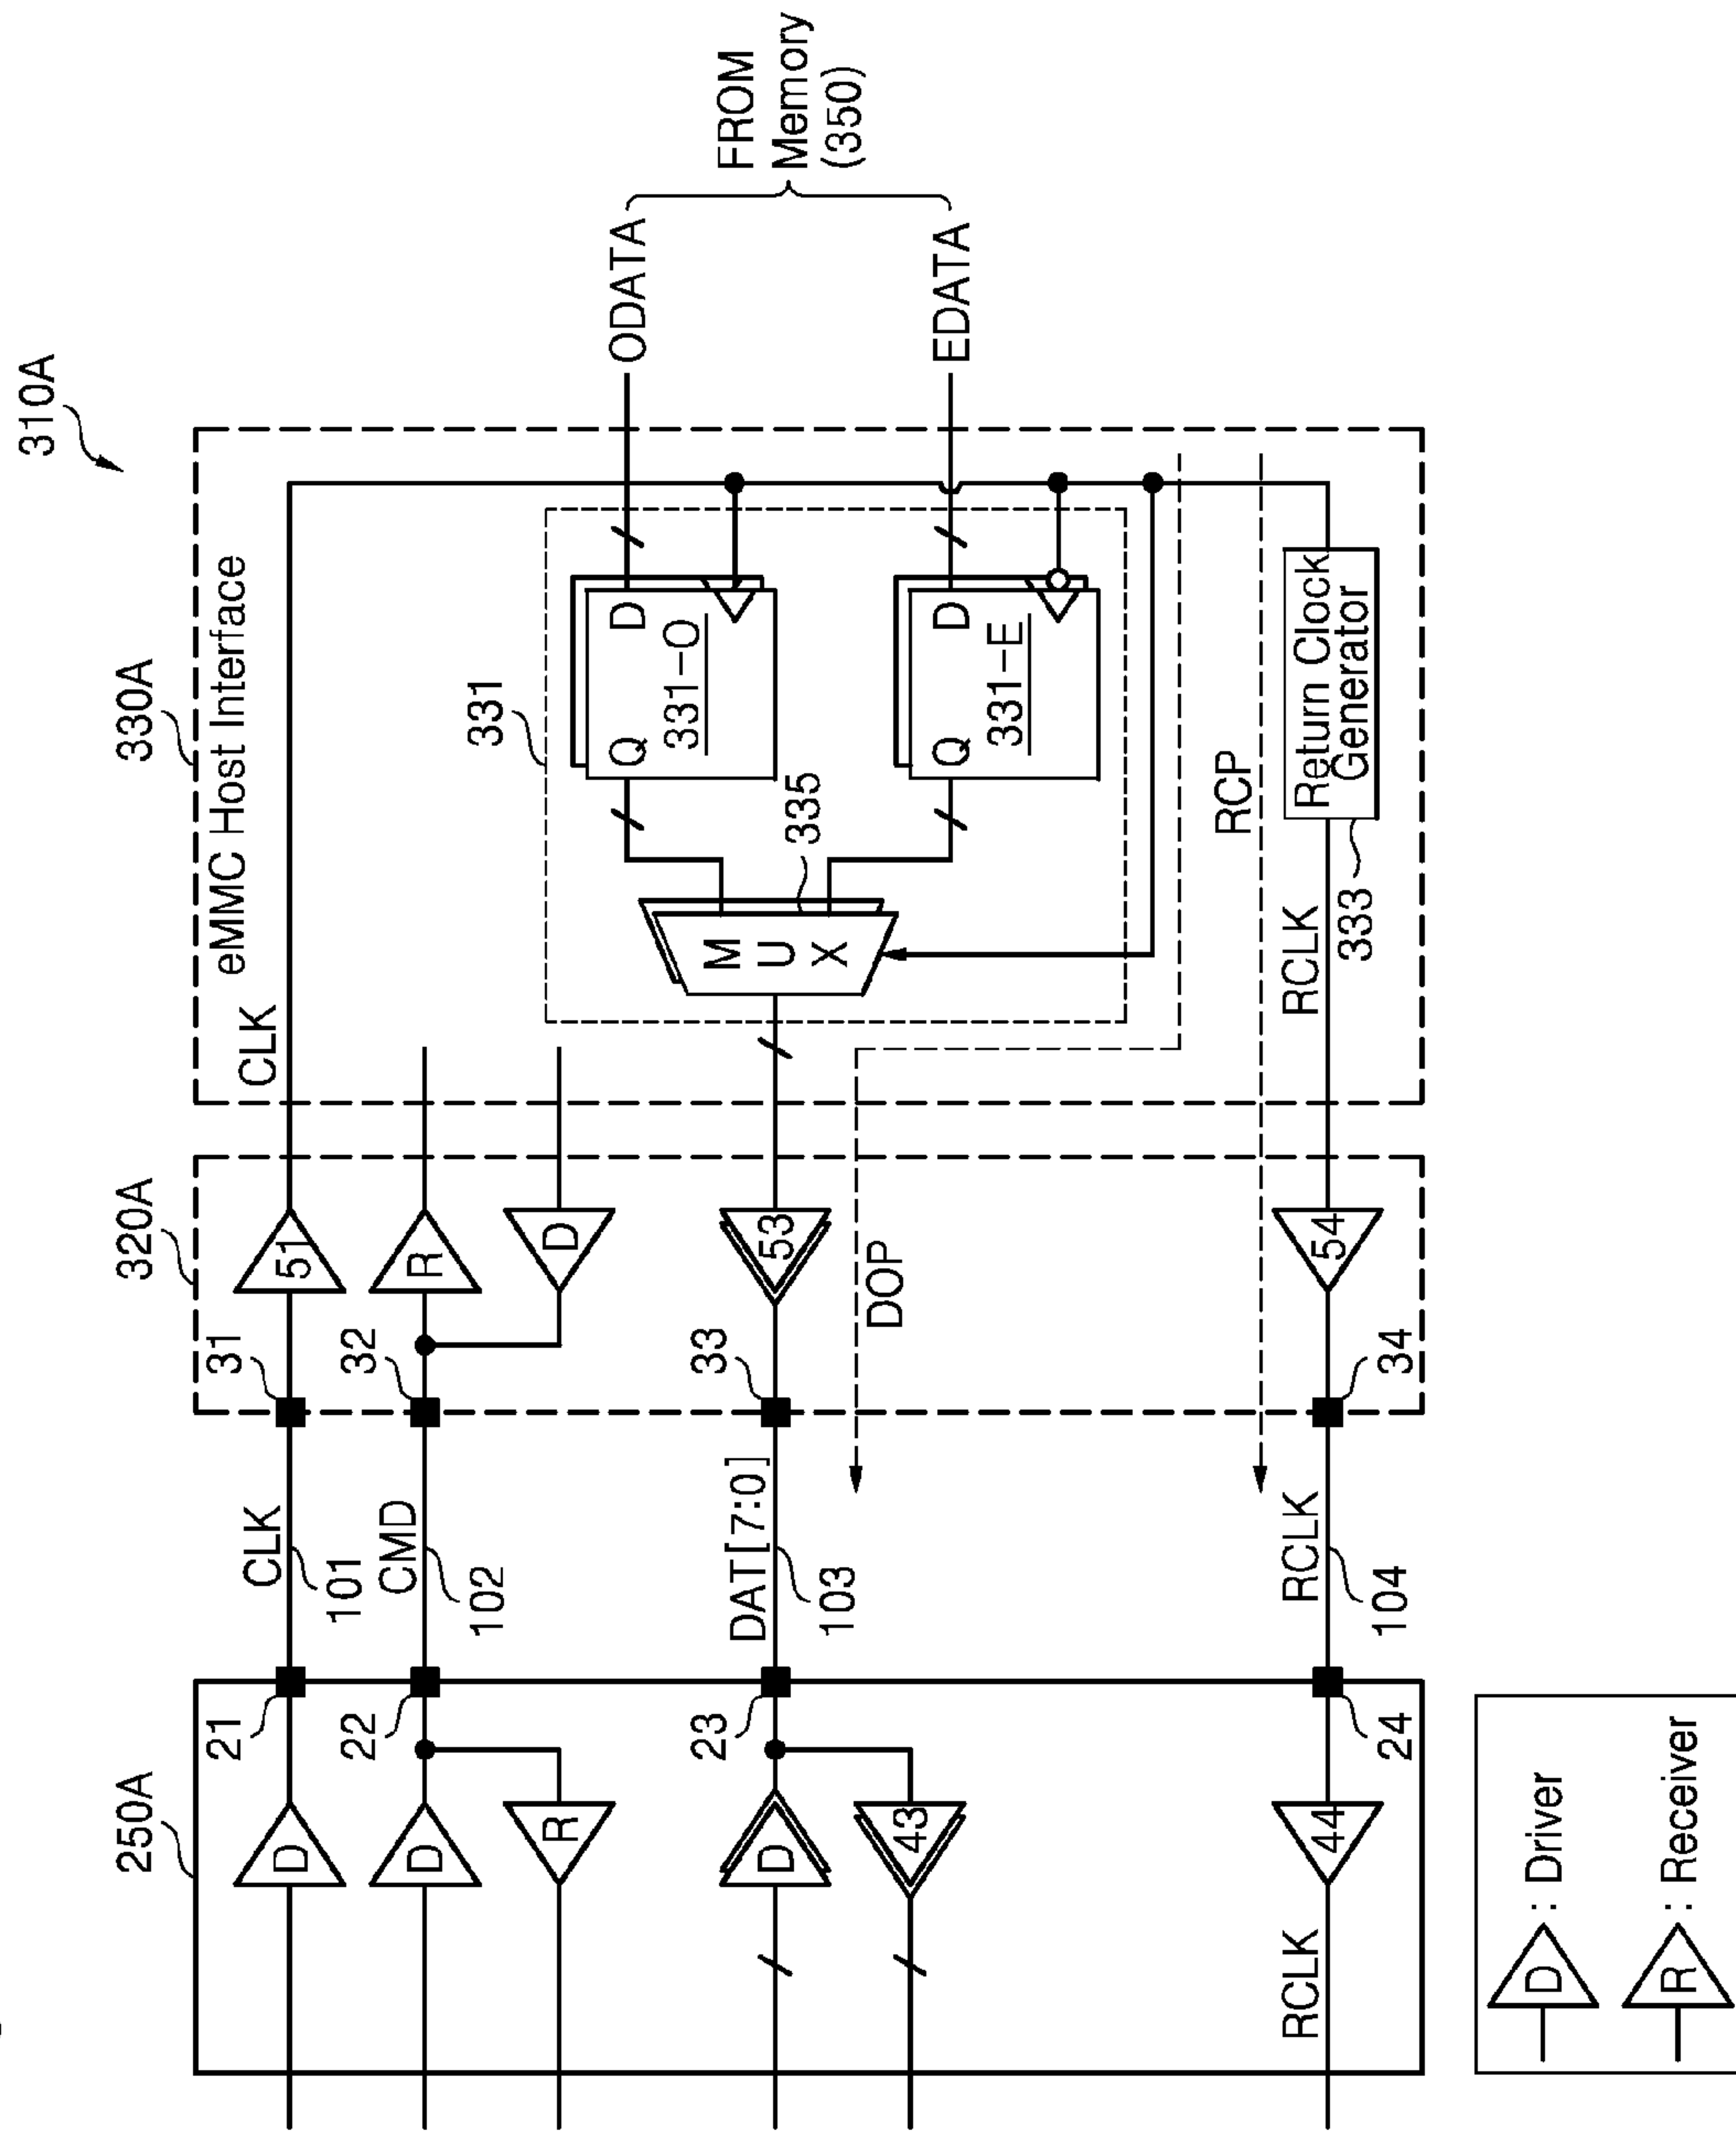 310A
250A
320A
330A
eMMC Host Interface
D
21
CLK
101
31
51
CLK
D
22
CMD
102
32
R
R
D
331
D
23
DAT[7:0]
103
33
53
43
DOP
M
U
X
335
Q
D
331-O
ODATA
Q
D
331-E
EDATA
FROM
Memory
(350)
RCP
RCLK
44
24
RCLK
104
34
54
RCLK
333
Return Clock
Generator
D : Driver
R : Receiver